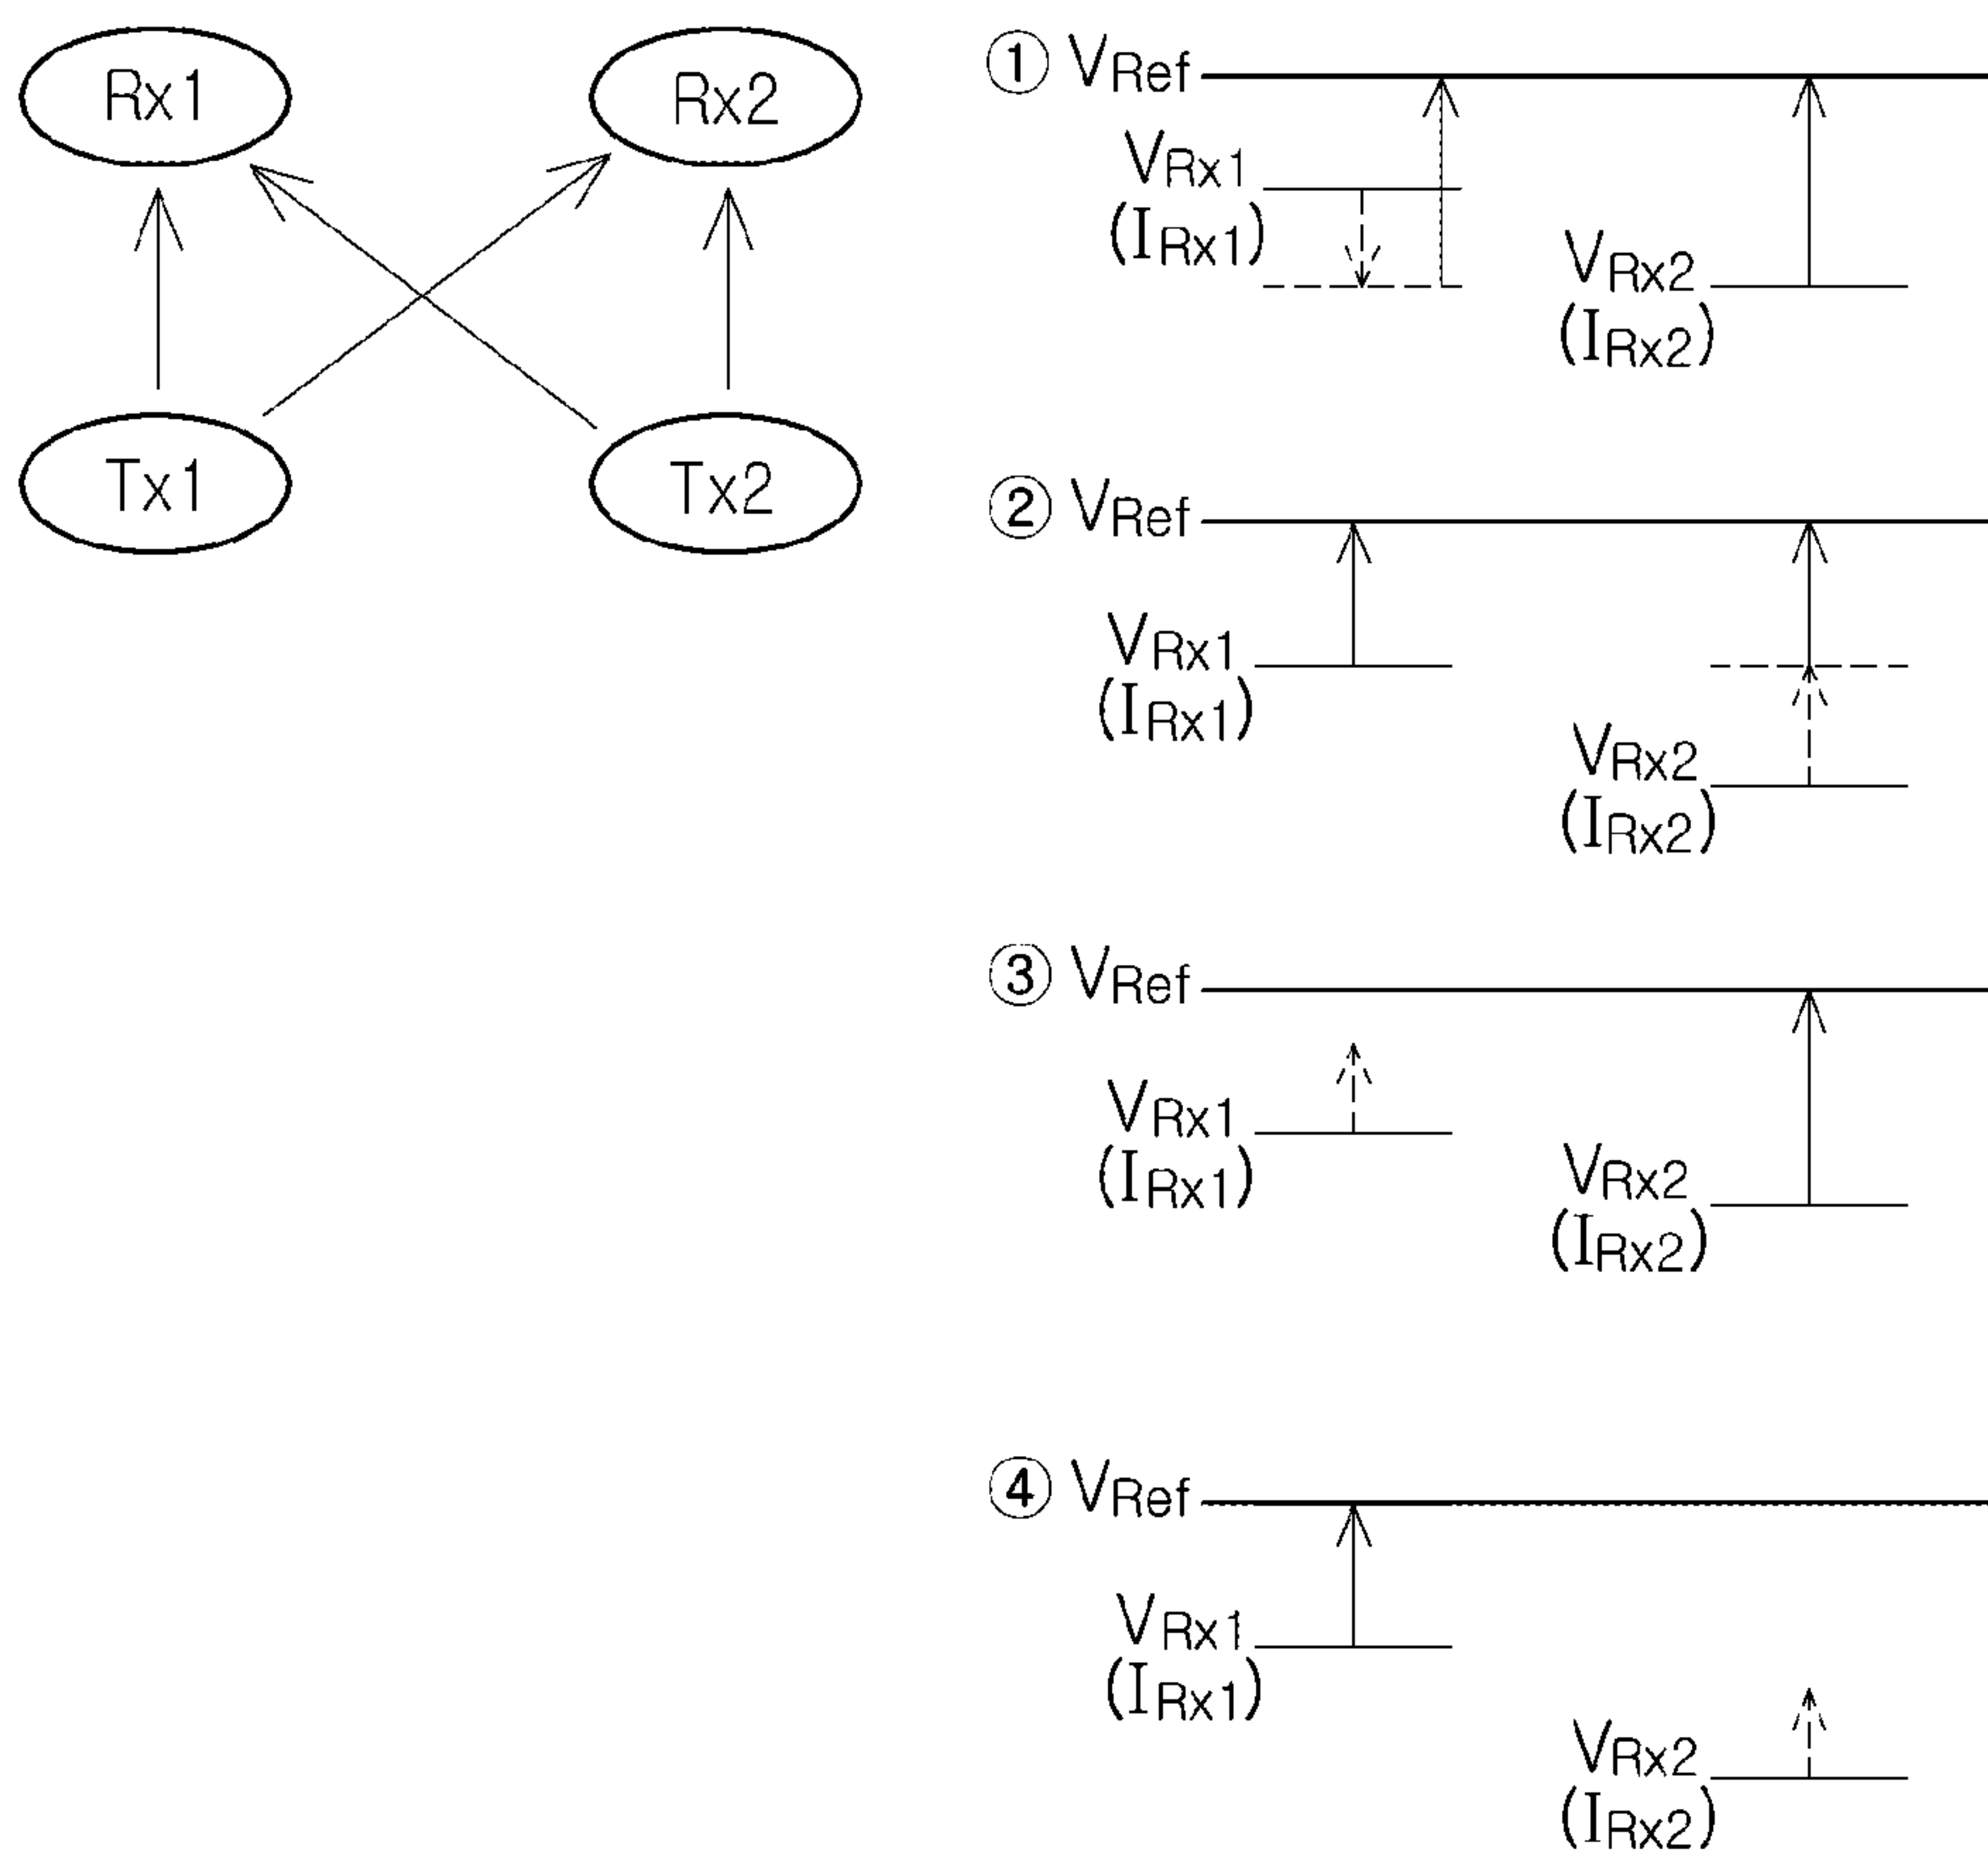 Rx1 Rx2
Tx1 Tx2
① VRef
VRx1
(IRx1)
VRx2
(IRx2)
② VRef
VRx1
(IRx1)
VRx2
(IRx2)
③ VRef
VRx1
(IRx1)
VRx2
(IRx2)
④ VRef
VRx1
(IRx1)
VRx2
(IRx2)